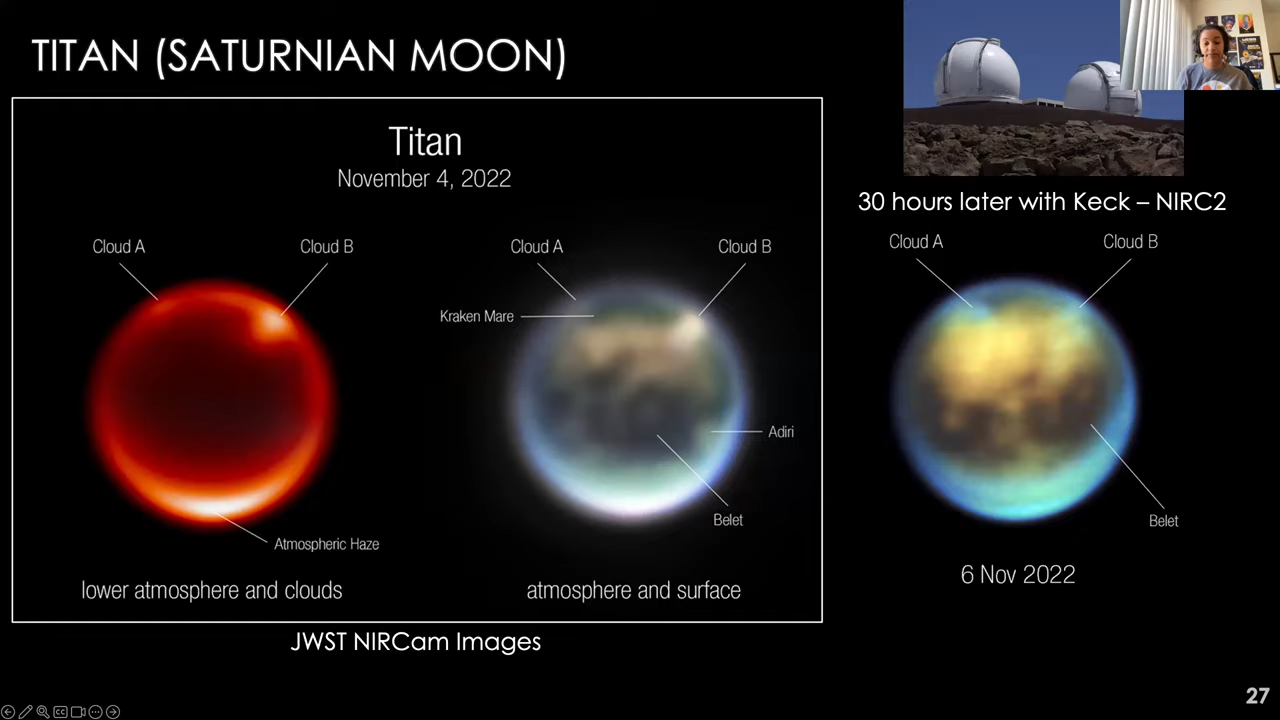 TITAN (SATURNIAN MOON)
Titan
November 4, 2022
Cloud A
Cloud B
Atmospheric Haze
lower atmosphere and clouds
Cloud A
Cloud B
Kraken Mare
Adiri
Belet
atmosphere and surface
JWST NIRCam Images
30 hours later with Keck – NIRC2
Cloud A
Cloud B
Belet
6 Nov 2022
27